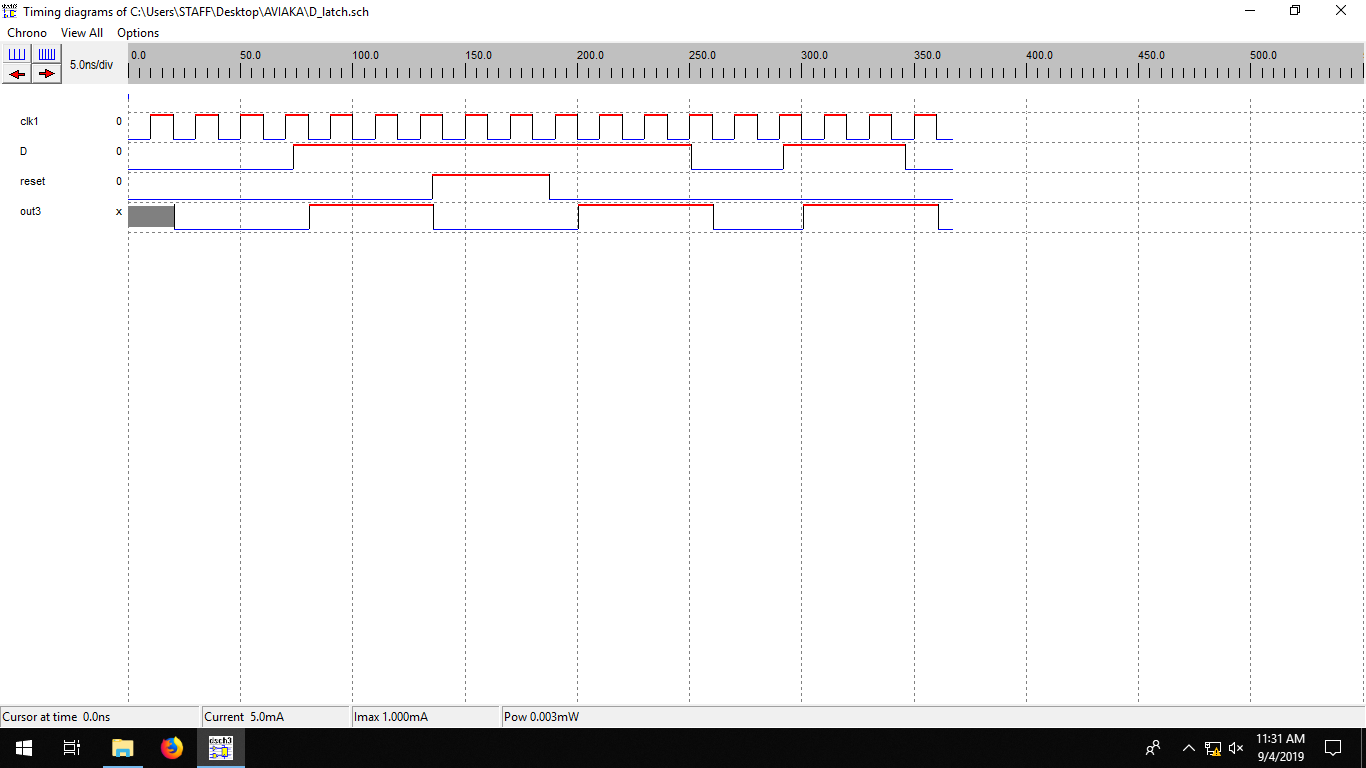 Timing diagrams of C:\Users\STAFF\Desktop\AVIAKA\D_latch.sch
Chrono View All Options
5.0ns/div
0.0 50.0 100.0 150.0 200.0 250.0 300.0 350.0 400.0 450.0 500.0
clk1 0
D 0
reset 0
out3 x
Cursor at time 0.0ns Current 5.0mA Imax 1.000mA Pow 0.003mW
dsch3
11:31 AM
9/4/2019